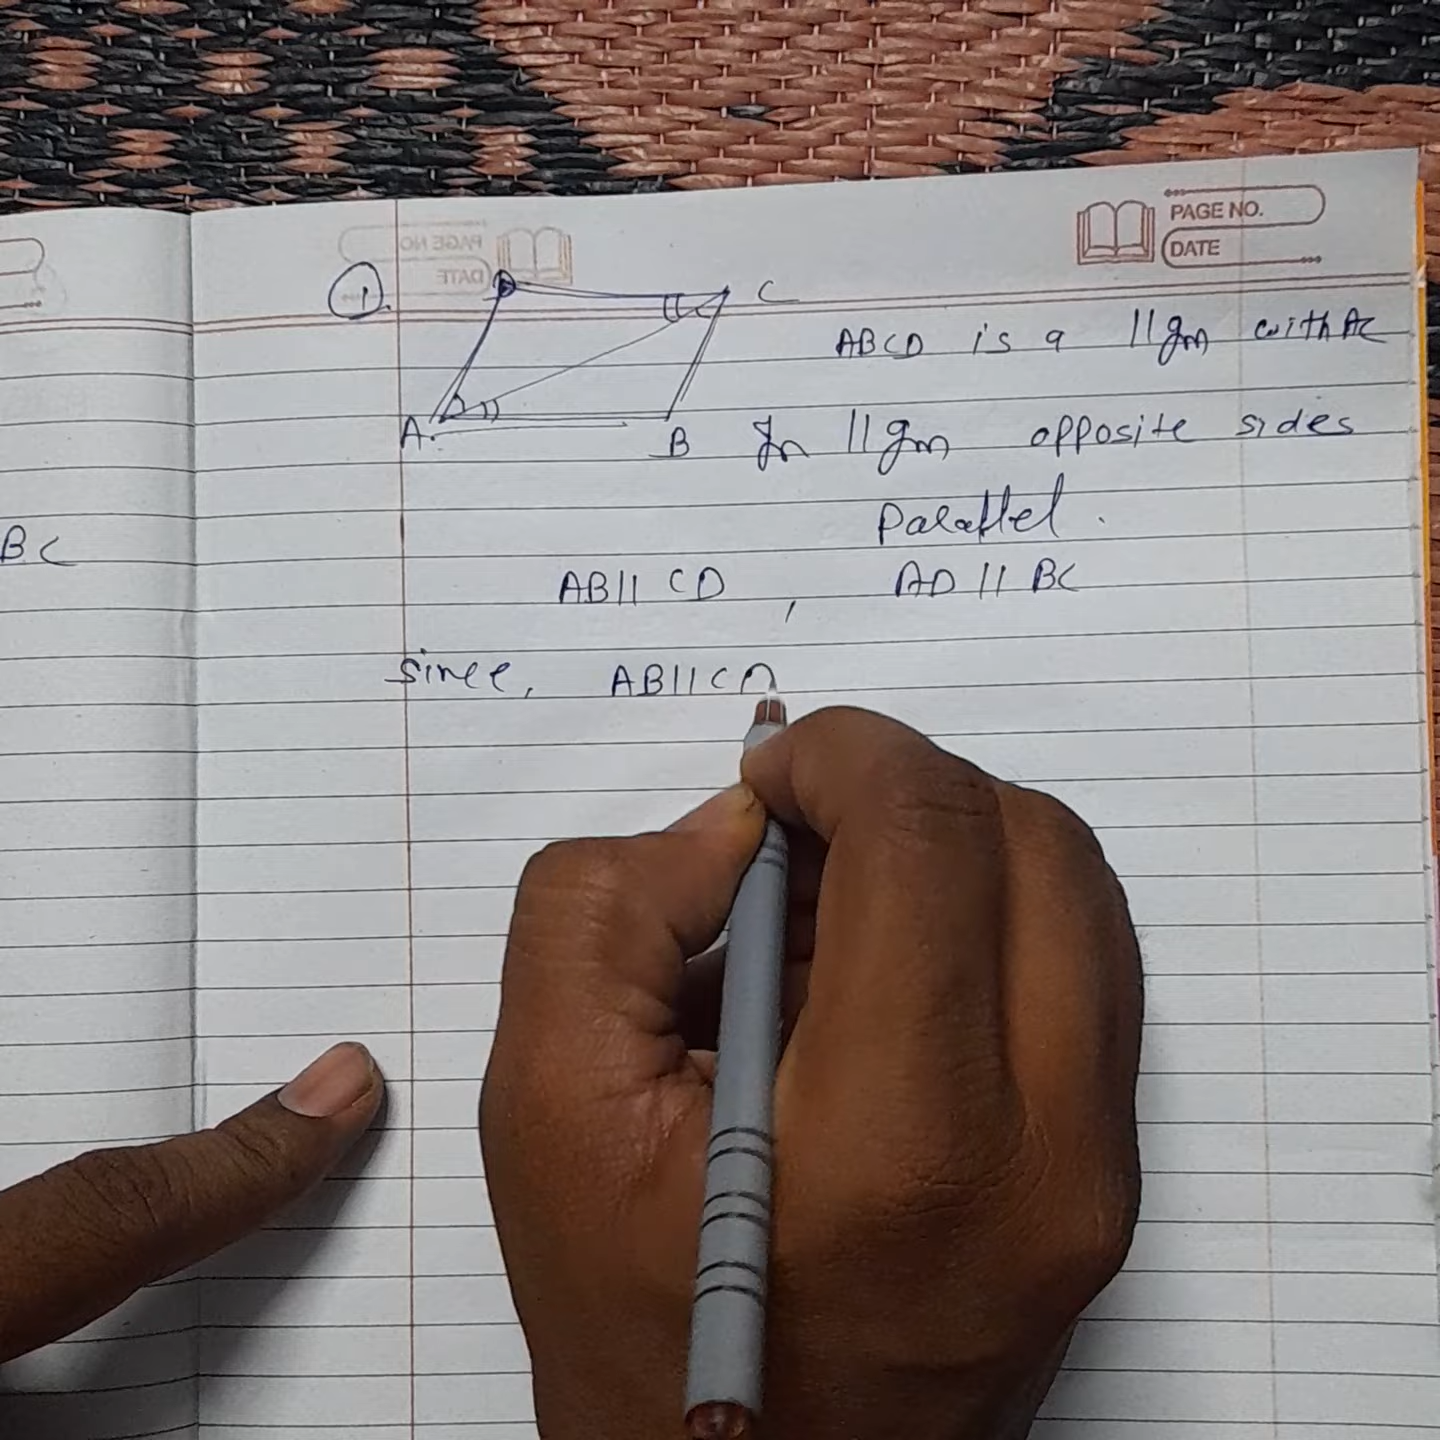 PAGE NO.
DATE
1.
C
ABCD is a ||gm with AC
A.
B
In ||gm opposite sides
Parallel.
BC
AB || CD , AD || BC
Since, AB || CD